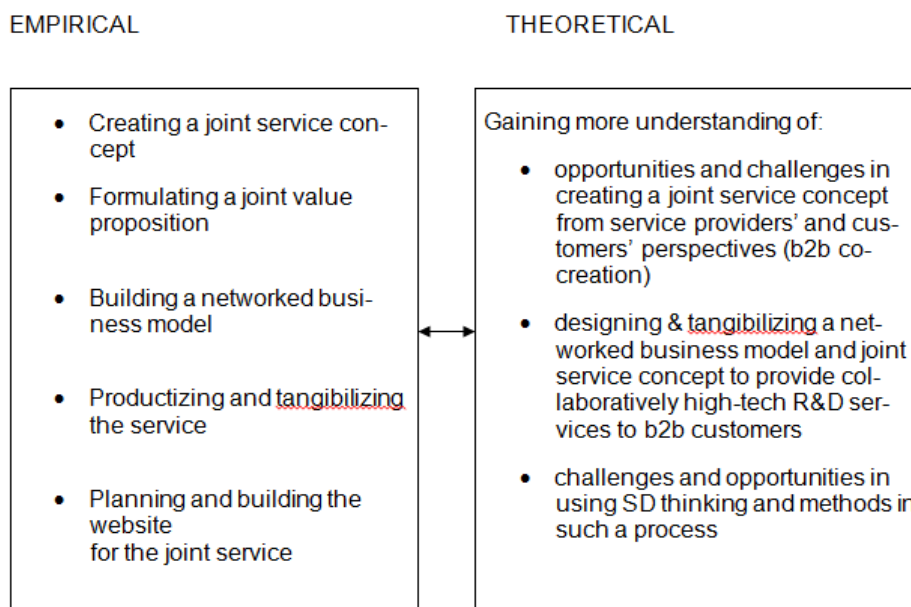 EMPIRICAL
THEORETICAL
• Creating a joint service con-
cept
• Formulating a joint value
proposition
• Building a networked busi-
ness model
• Productizing and tangibilizing
the service
• Planning and building the
website
for the joint service
Gaining more understanding of:
• opportunities and challenges in
creating a joint service concept
from service providers’ and cus-
tomers’ perspectives (b2b co-
creation)
• designing & tangibilizing a net-
worked business model and joint
service concept to provide col-
laboratively high-tech R&D ser-
vices to b2b customers
• challenges and opportunities in
using SD thinking and methods in
such a process